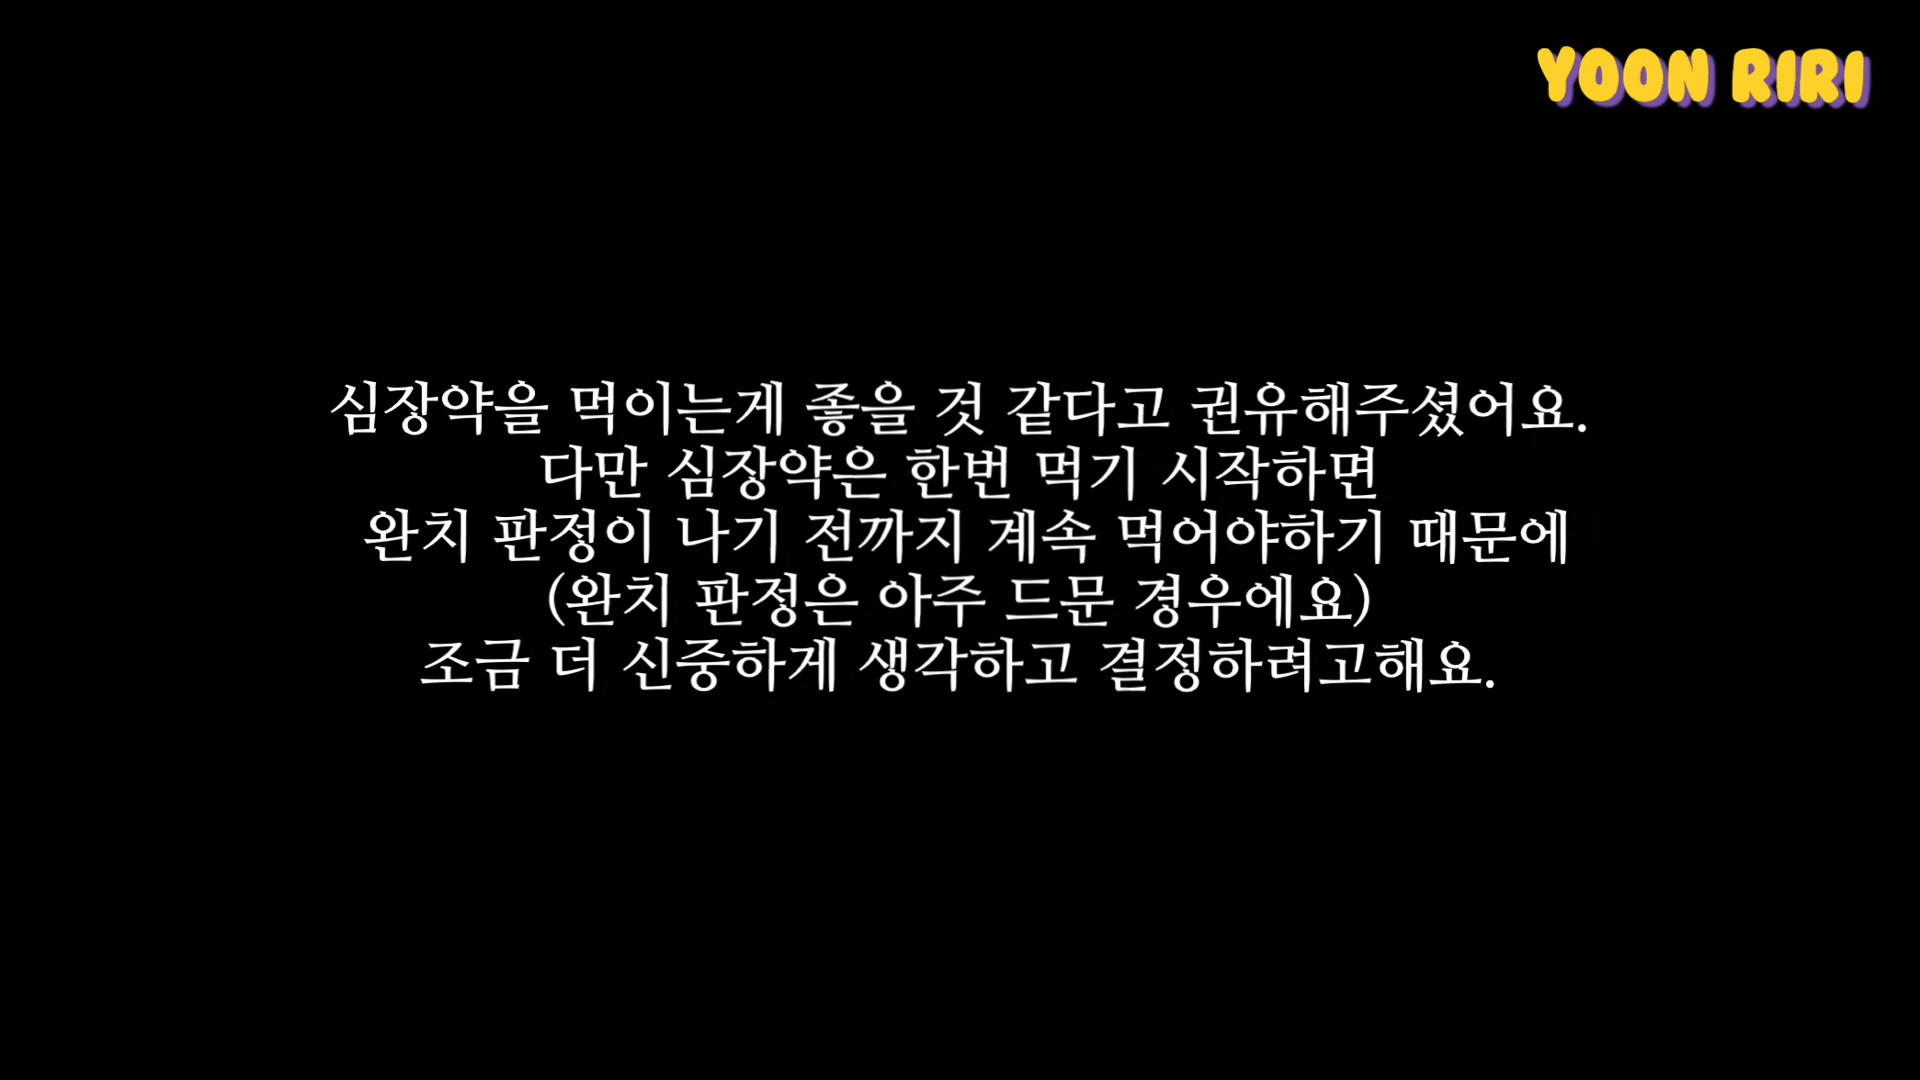 YOON RIRI
심장약을 먹이는게 좋을 것 같다고 권유해주셨어요.
다만 심장약은 한번 먹기 시작하면
완치 판정이 나기 전까지 계속 먹어야하기 때문에
(완치 판정은 아주 드문 경우에요)
조금 더 신중하게 생각하고 결정하려고해요.